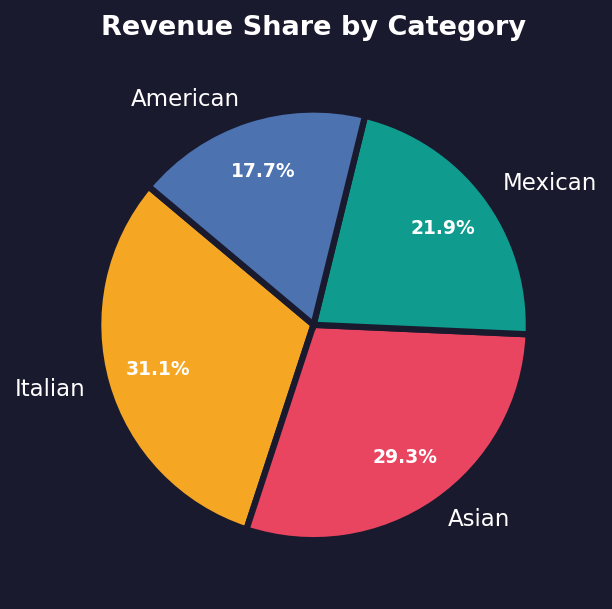 Revenue Share by Category
American
17.7%
Mexican
21.9%
31.1%
Italian
29.3%
Asian